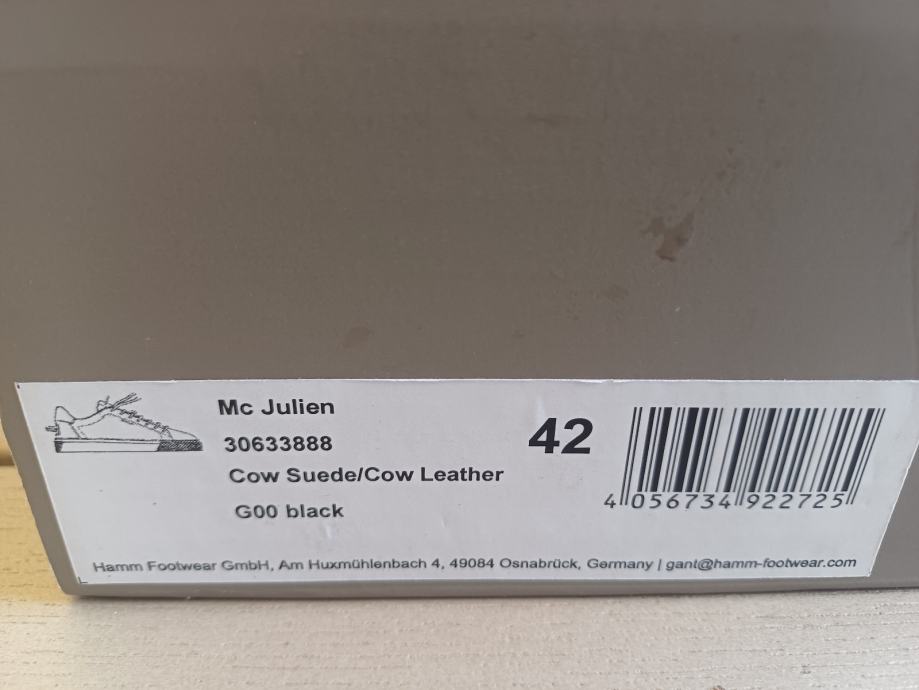 Mc Julien
30633888
Cow Suede/Cow Leather
G00 black
42
4 056734 922725
Hamm Footwear GmbH, Am Huxmühlenbach 4, 49084 Osnabrück, Germany | gant@hamm-footwear.com